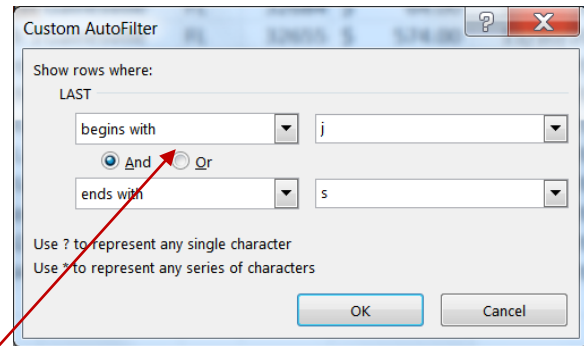 Custom AutoFilter
Show rows where:
LAST
begins with j
And Or
ends with s
Use ? to represent any single character
Use * to represent any series of characters
OK Cancel